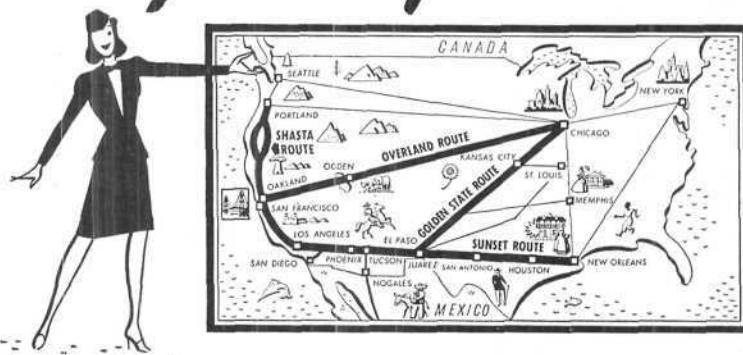 CANADA
SEATTLE
NEW YORK
PORTLAND
CHICAGO
SHASTA
ROUTE
OVERLAND ROUTE
OGDEN
KANSAS CITY
OAKLAND
ST. LOUIS
GOLDEN STATE ROUTE
SAN FRANCISCO
MEMPHIS
LOS ANGELES
EL PASO
SUNSET ROUTE
SAN DIEGO
PHOENIX
TUCSON
JUAREZ
SAN ANTONIO
HOUSTON
NEW ORLEANS
NOGALES
MEXICO